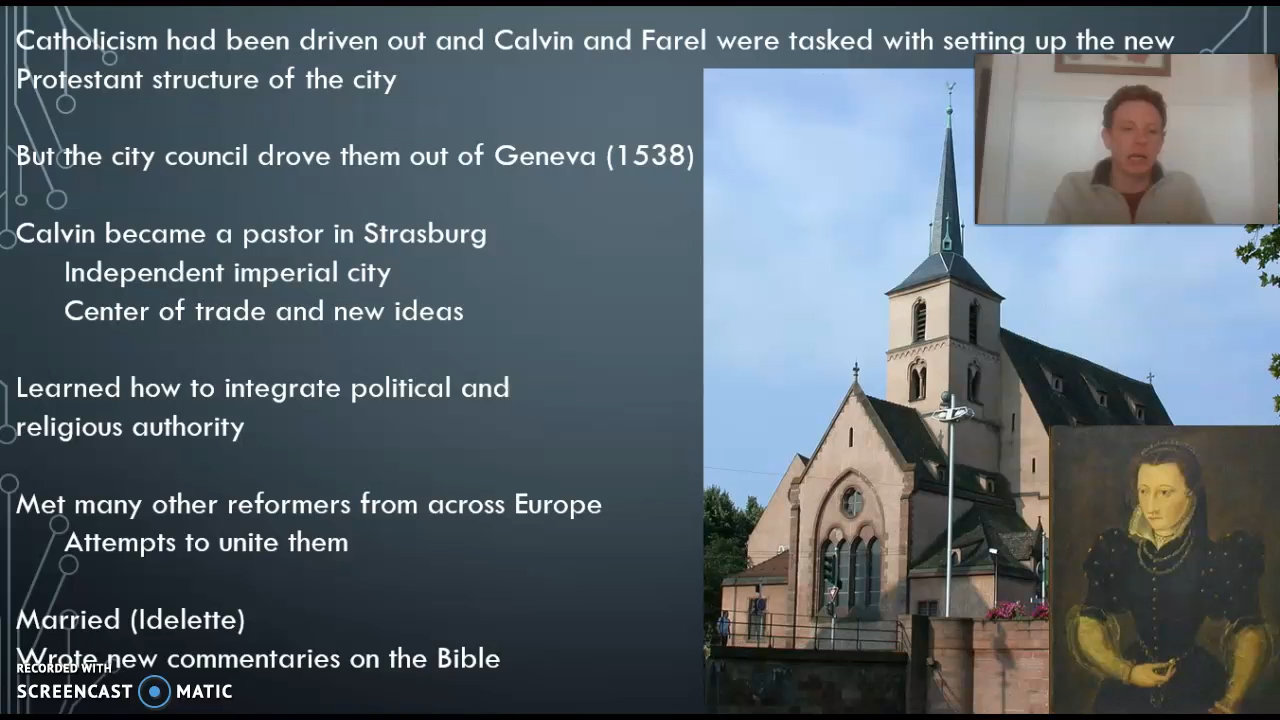 Catholicism had been driven out and Calvin and Farel were tasked with setting up the new
Protestant structure of the city
But the city council drove them out of Geneva (1538)
Calvin became a pastor in Strasburg
Independent imperial city
Center of trade and new ideas
Learned how to integrate political and
religious authority
Met many other reformers from across Europe
Attempts to unite them
Married (Idelette)
Wrote new commentaries on the Bible
RECORDED WITH
SCREENCAST MATIC